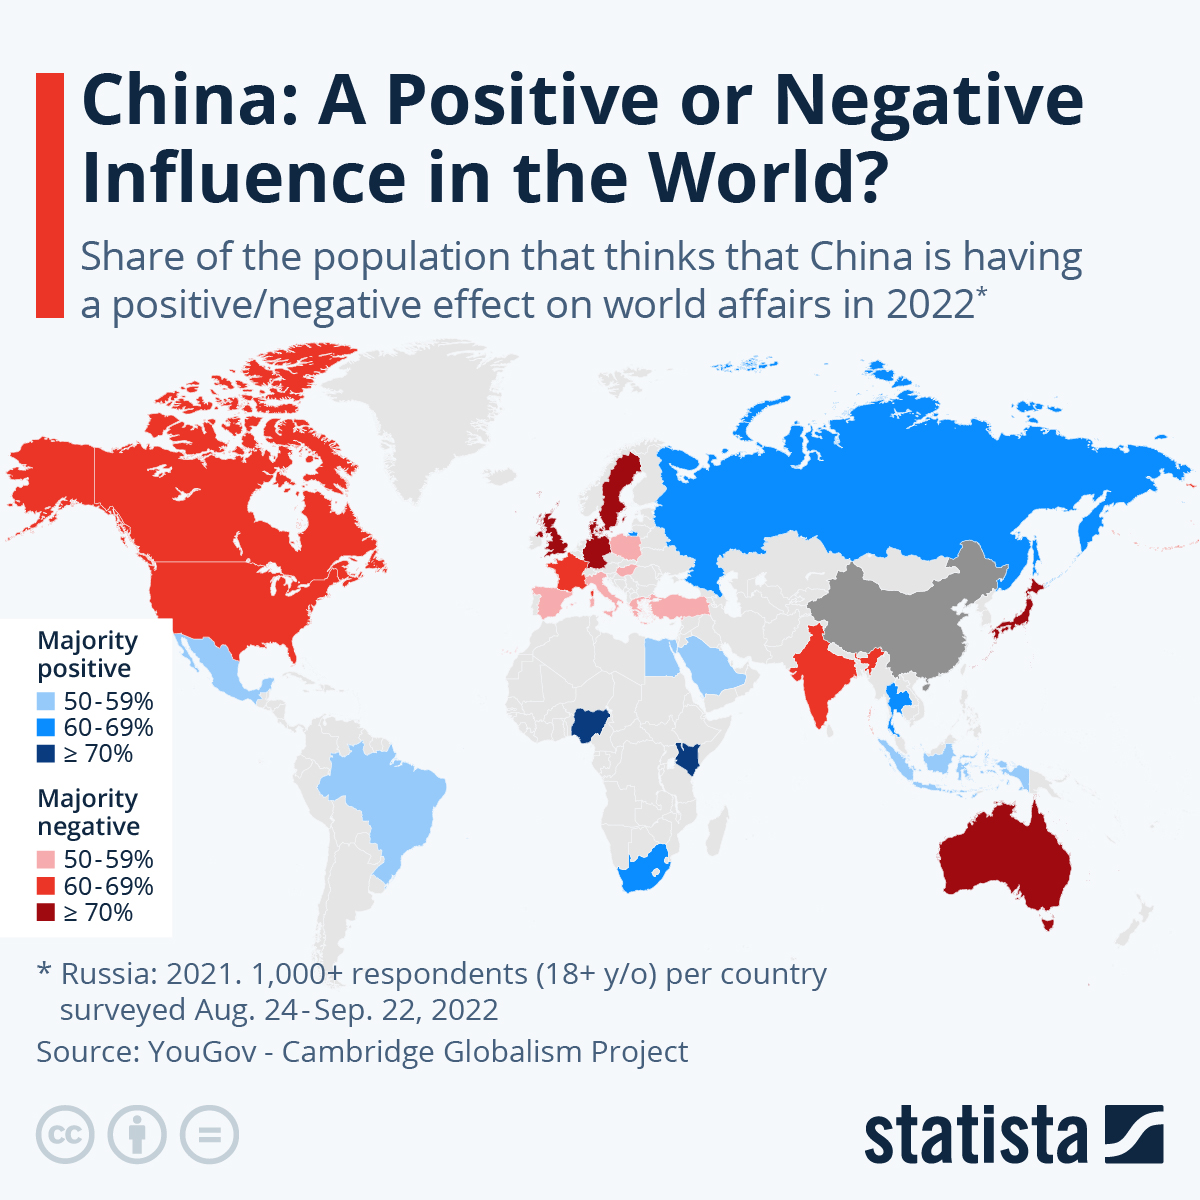 China: A Positive or Negative
Influence in the World?
Share of the population that thinks that China is having
a positive/negative effect on world affairs in 2022*
Majority
positive
50-59%
60-69%
≥ 70%
Majority
negative
50-59%
60-69%
≥ 70%
* Russia: 2021. 1,000+ respondents (18+ y/o) per country
surveyed Aug. 24-Sep. 22, 2022
Source: YouGov - Cambridge Globalism Project
cc
statista